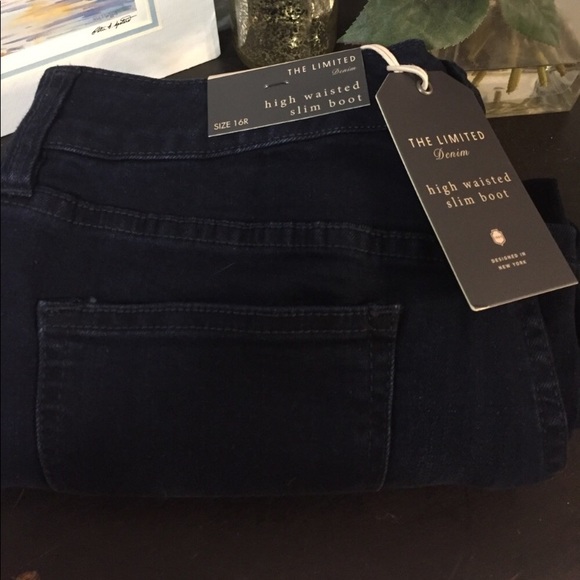 THE LIMITED
Denim
high waisted
slim boot
SIZE 16R
THE LIMITED
Denim
high waisted
slim boot
DESIGNED IN
NEW YORK